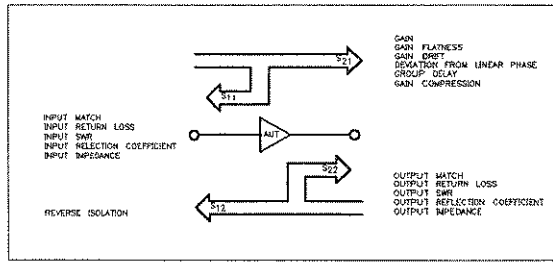 GAIN
GAIN FLATNESS
GAIN DRIFT
DEVIATION FROM LINEAR PHASE
GROUP DELAY
GAIN COMPRESSION
S21
S11
INPUT MATCH
INPUT RETURN LOSS
INPUT SWR
INPUT RELECTION COEFFICIENT
INPUT IMPEDANCE
AUT
S22
OUTPUT MATCH
OUTPUT RETURN LOSS
OUTPUT SWR
OUTPUT REFLECTION COEFFICIENT
OUTPUT IMPEDANCE
S12
REVERSE ISOLATION